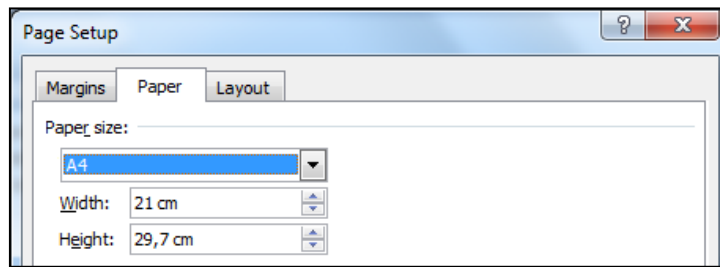 Page Setup
Margins Paper Layout
Paper size:
A4
Width: 21 cm
Height: 29,7 cm